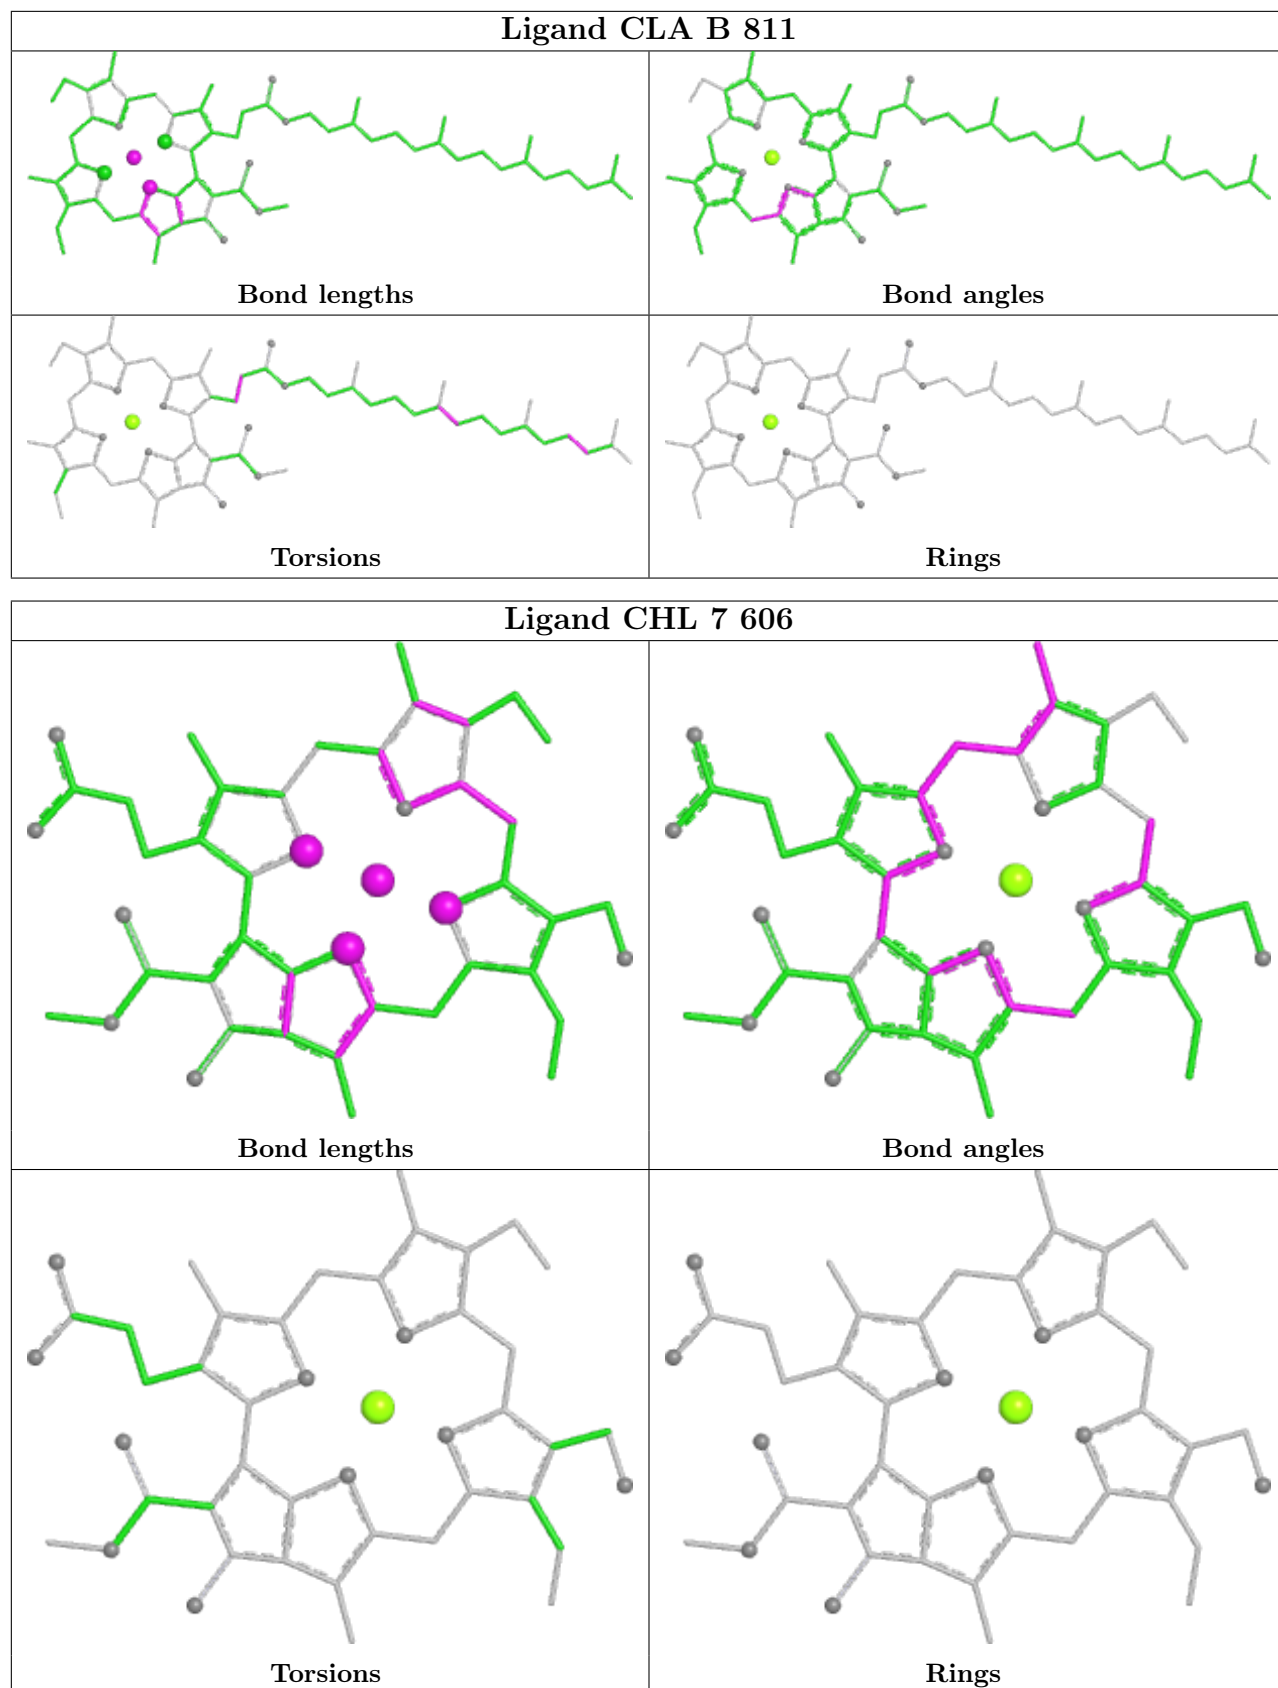 Ligand CLA B 811
Bond lengths
Bond angles
Torsions
Rings
Ligand CHL 7 606
Bond lengths
Bond angles
Torsions
Rings